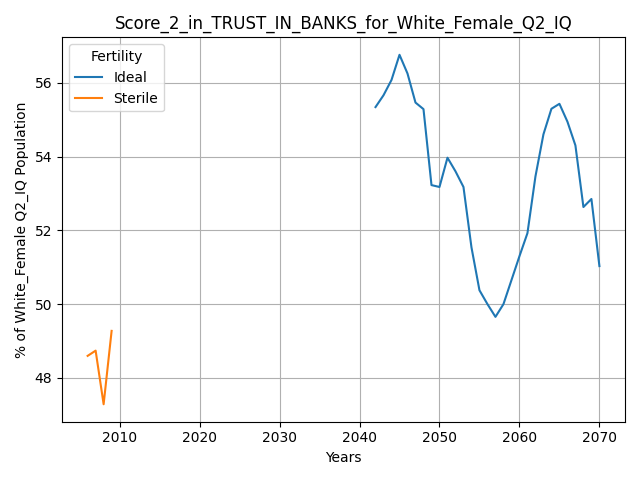 Score_2_in_TRUST_IN_BANKS_for_White_Female_Q2_IQ
Fertility
Ideal
Sterile
% of White_Female Q2_IQ Population
56
54
52
50
48
2010 2020 2030 2040 2050 2060 2070
Years